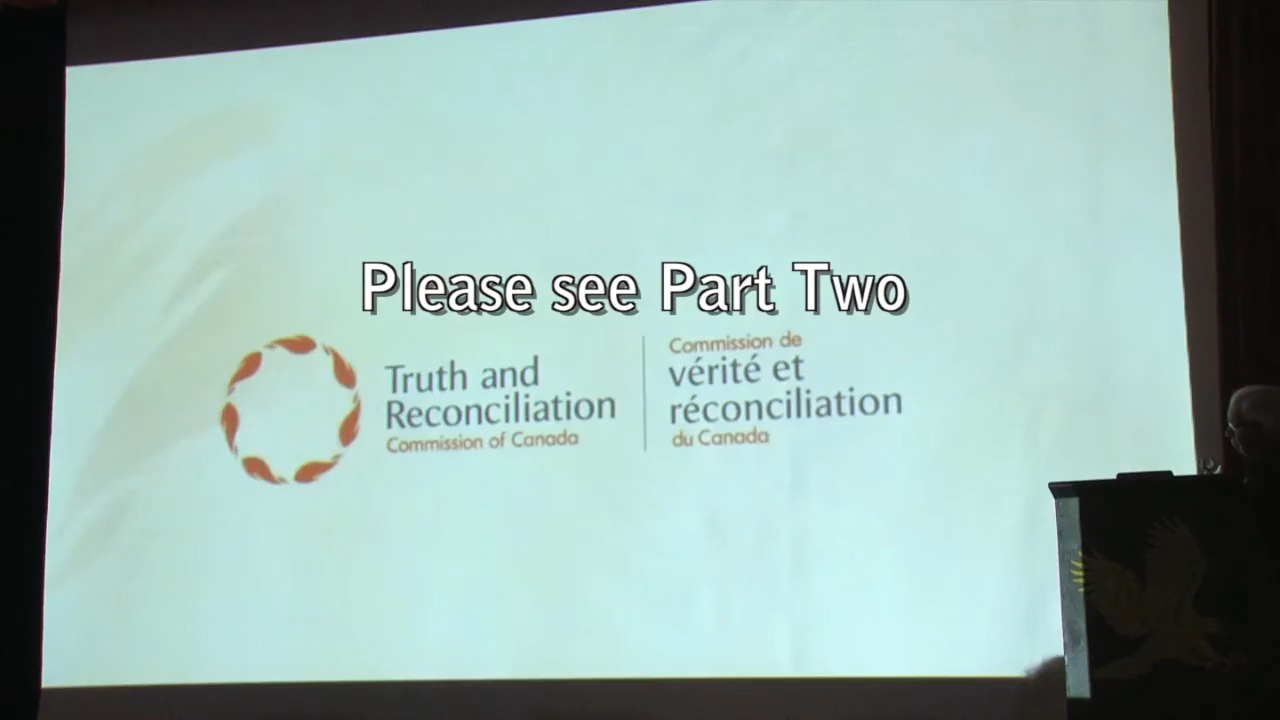 Please see Part Two
Truth and
Reconciliation
Commission of Canada
Commission de
vérité et
réconciliation
du Canada